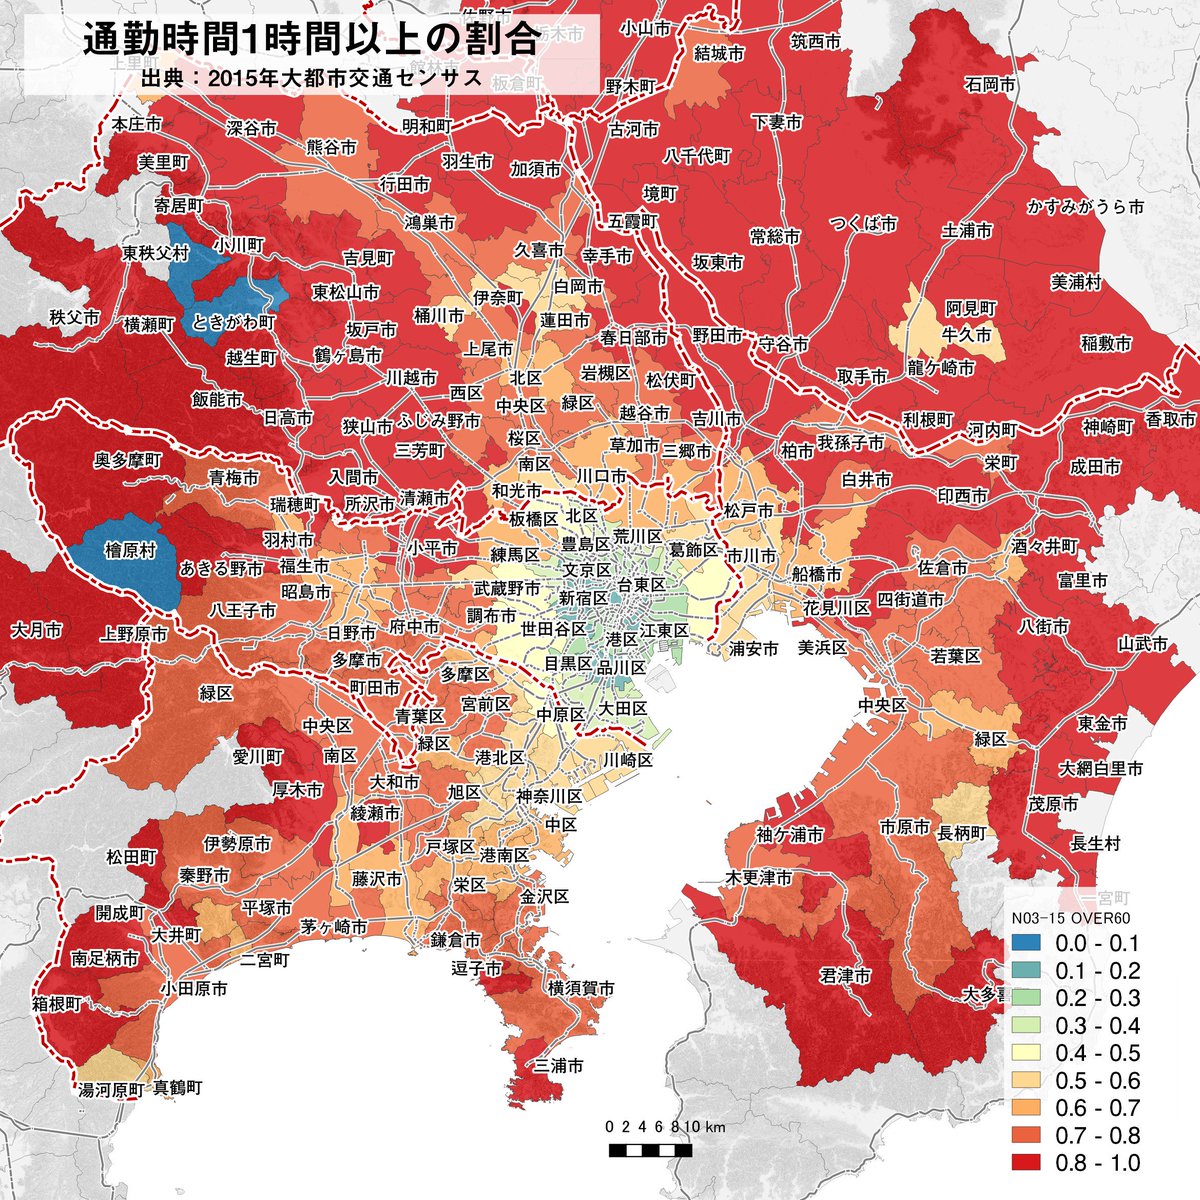 通勤時間1時間以上の割合
出典：2015年大都市交通センサス
佐野市
栃木市
小山市
結城市
筑西市
上里町
館林市
板倉町
野木町
石岡市
本庄市
深谷市
明和町
古河市
下妻市
熊谷市
美里町
羽生市
加須市
八千代町
行田市
境町
寄居町
鴻巣市
五霞町
つくば市
かすみがうら市
常総市
土浦市
東秩父村
小川町
吉見町
久喜市
幸手市
坂東市
東松山市
伊奈町
白岡市
美浦村
秩父市
横瀬町
ときがわ町
坂戸市
桶川市
蓮田市
阿見町
春日部市
野田市
守谷市
牛久市
越生町
鶴ヶ島市
上尾市
稲敷市
川越市
北区
岩槻区
松伏町
取手市
龍ケ崎市
飯能市
西区
中央区
緑区
日高市
狭山市
ふじみ野市
越谷市
吉川市
利根町
河内町
神崎町
香取市
桜区
草加市
三郷市
柏市
我孫子市
奥多摩町
三芳町
南区
栄町
成田市
青梅市
入間市
川口市
白井市
印西市
瑞穂町
所沢市
清瀬市
和光市
板橋区
北区
松戸市
羽村市
小平市
練馬区
豊島区
荒川区
葛飾区
市川市
酒々井町
檜原村
あきる野市
福生市
文京区
台東区
船橋市
佐倉市
富里市
昭島市
武蔵野市
新宿区
花見川区
四街道市
八王子市
調布市
大月市
上野原市
日野市
府中市
世田谷区
港区
江東区
八街市
山武市
多摩市
多摩区
目黒区
品川区
浦安市
美浜区
若葉区
緑区
町田市
青葉区
宮前区
中原区
大田区
中央区
中央区
東金市
愛川町
南区
緑区
港北区
川崎区
緑区
大網白里市
厚木市
大和市
旭区
神奈川区
茂原市
綾瀬市
中区
伊勢原市
戸塚区
港南区
袖ケ浦市
市原市
長柄町
長生村
松田町
秦野市
藤沢市
栄区
金沢区
木更津市
一宮町
開成町
平塚市
茅ヶ崎市
大井町
鎌倉市
南足柄市
二宮町
逗子市
君津市
箱根町
小田原市
横須賀市
大多喜
湯河原町
真鶴町
三浦市
N03-15 OVER60
0.0 - 0.1
0.1 - 0.2
0.2 - 0.3
0.3 - 0.4
0.4 - 0.5
0.5 - 0.6
0.6 - 0.7
0.7 - 0.8
0.8 - 1.0
0 2 4 6 8 10 km